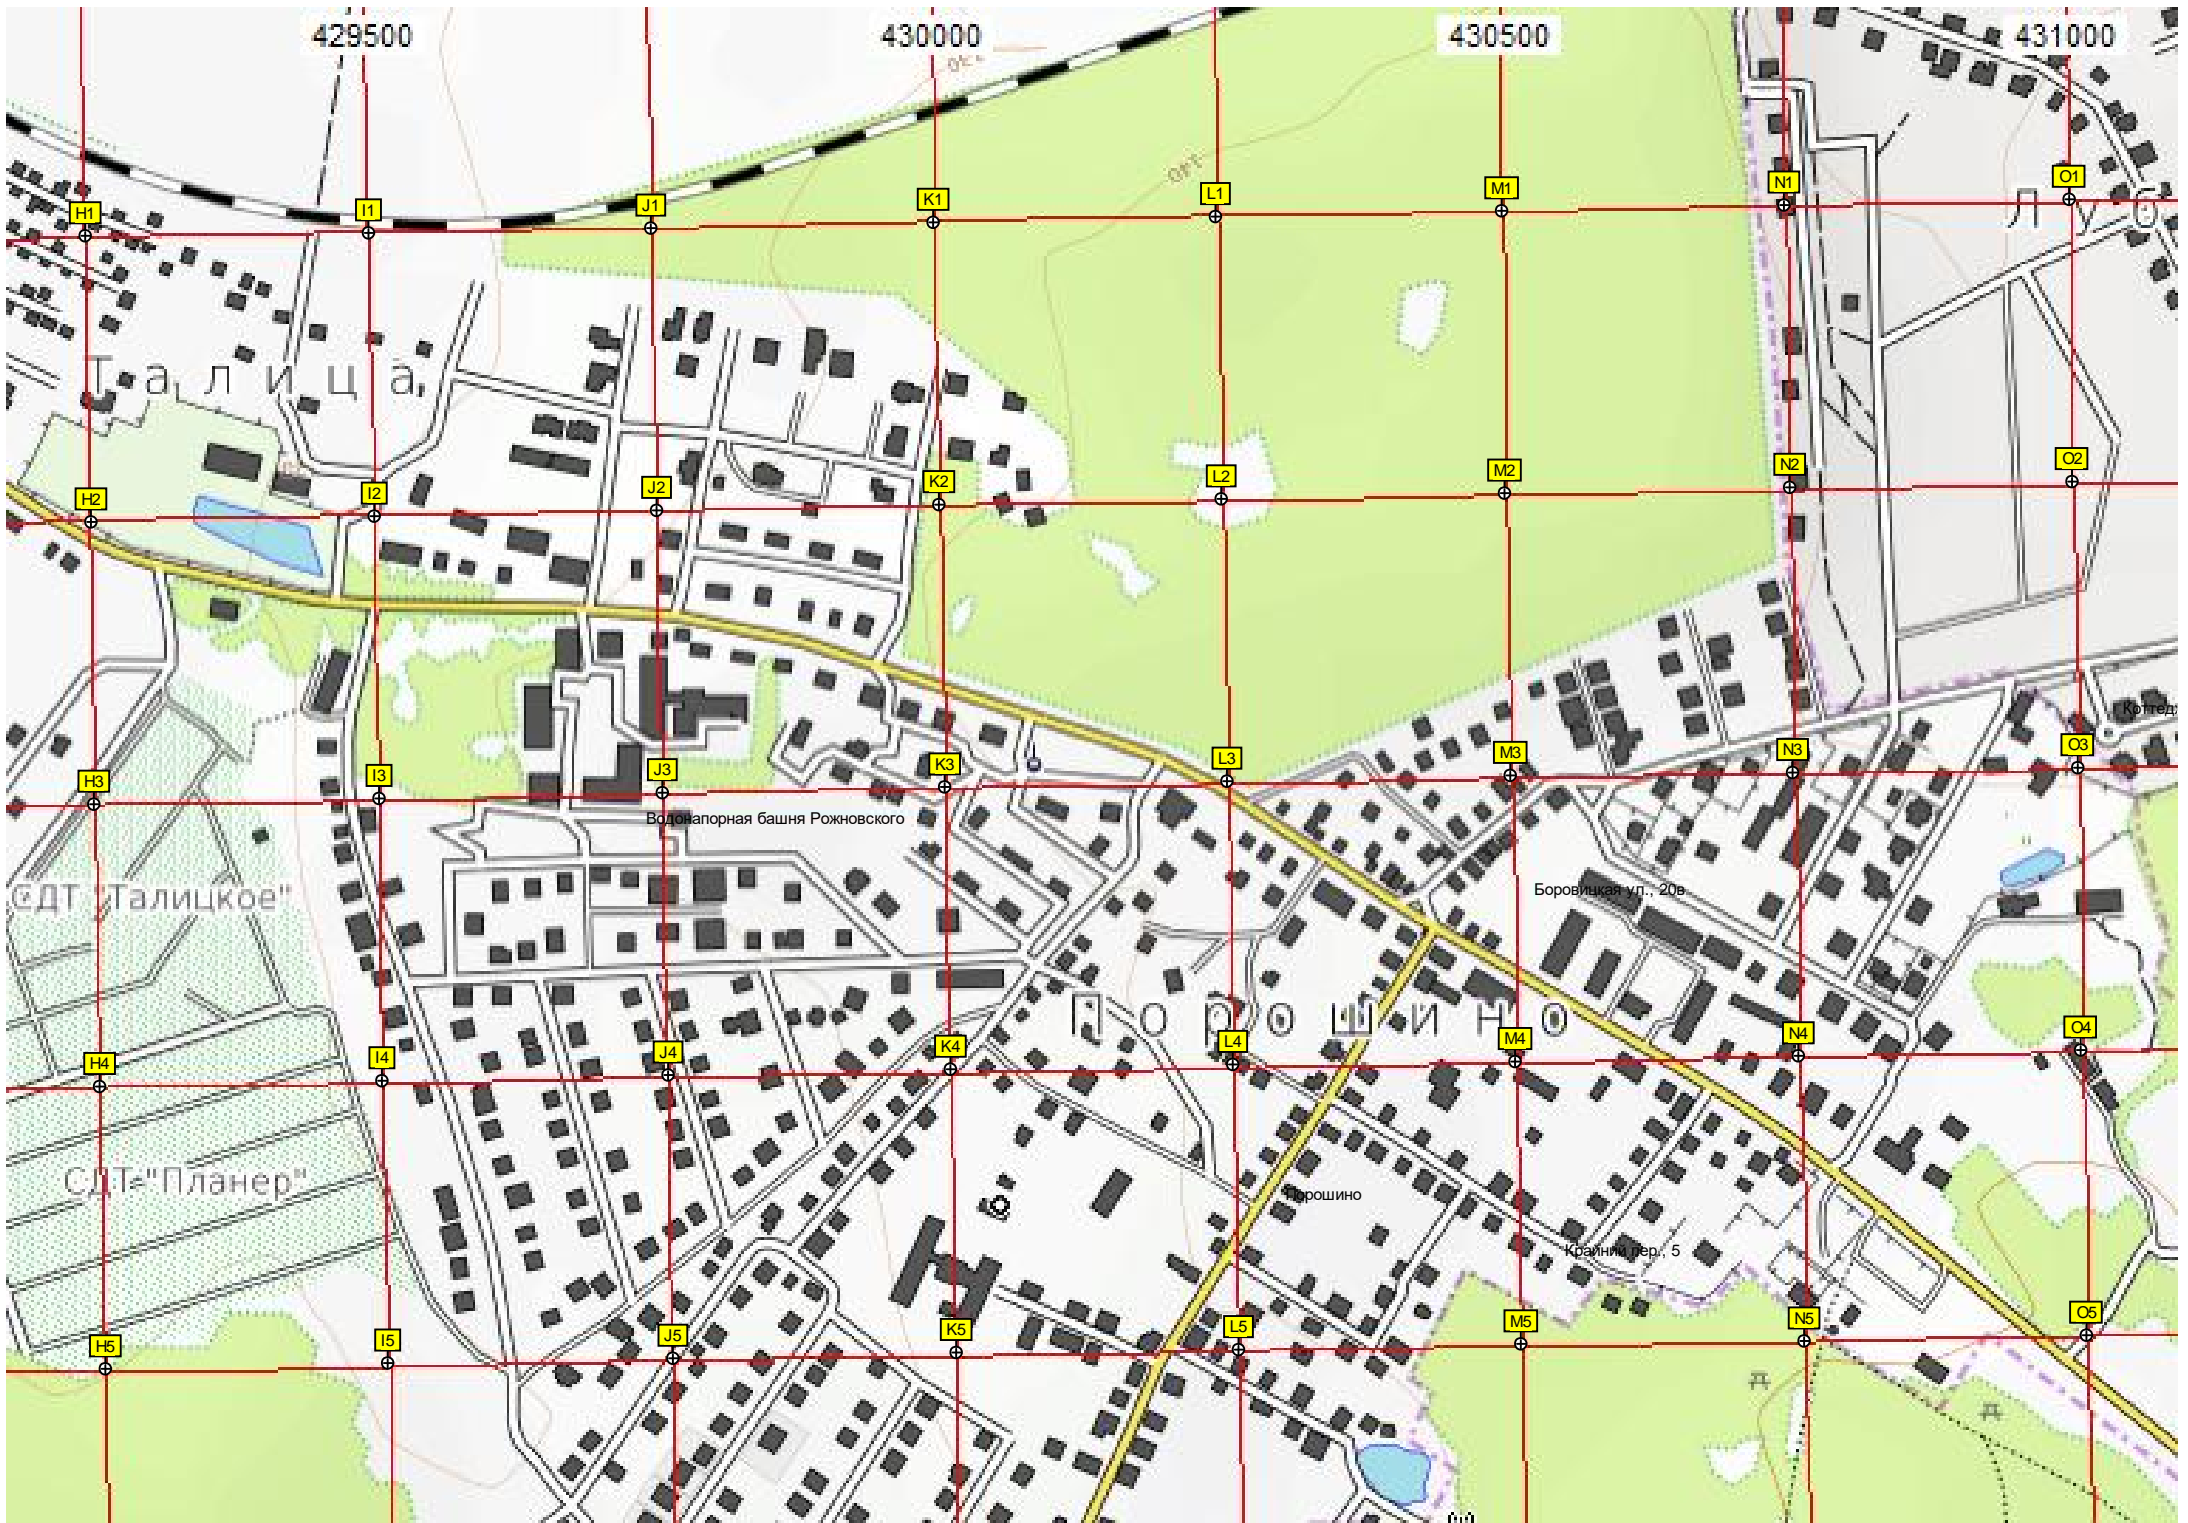 429500 430000 430500 431000
140
140
H1 I1 J1 K1 L1 M1 N1 O1
Л у б
Талица
H2 I2 J2 K2 L2 M2 N2 O2
H3 I3 J3 K3 L3 M3 N3 O3
Водонапорная башня Рожновского
СДТ "Талицкое"
Боровицкая ул., 20в
Порошино
H4 I4 J4 K4 L4 M4 N4 O4
СДТ "Планер"
Порошино
Крайний пер., 5
H5 I5 J5 K5 L5 M5 N5 O5